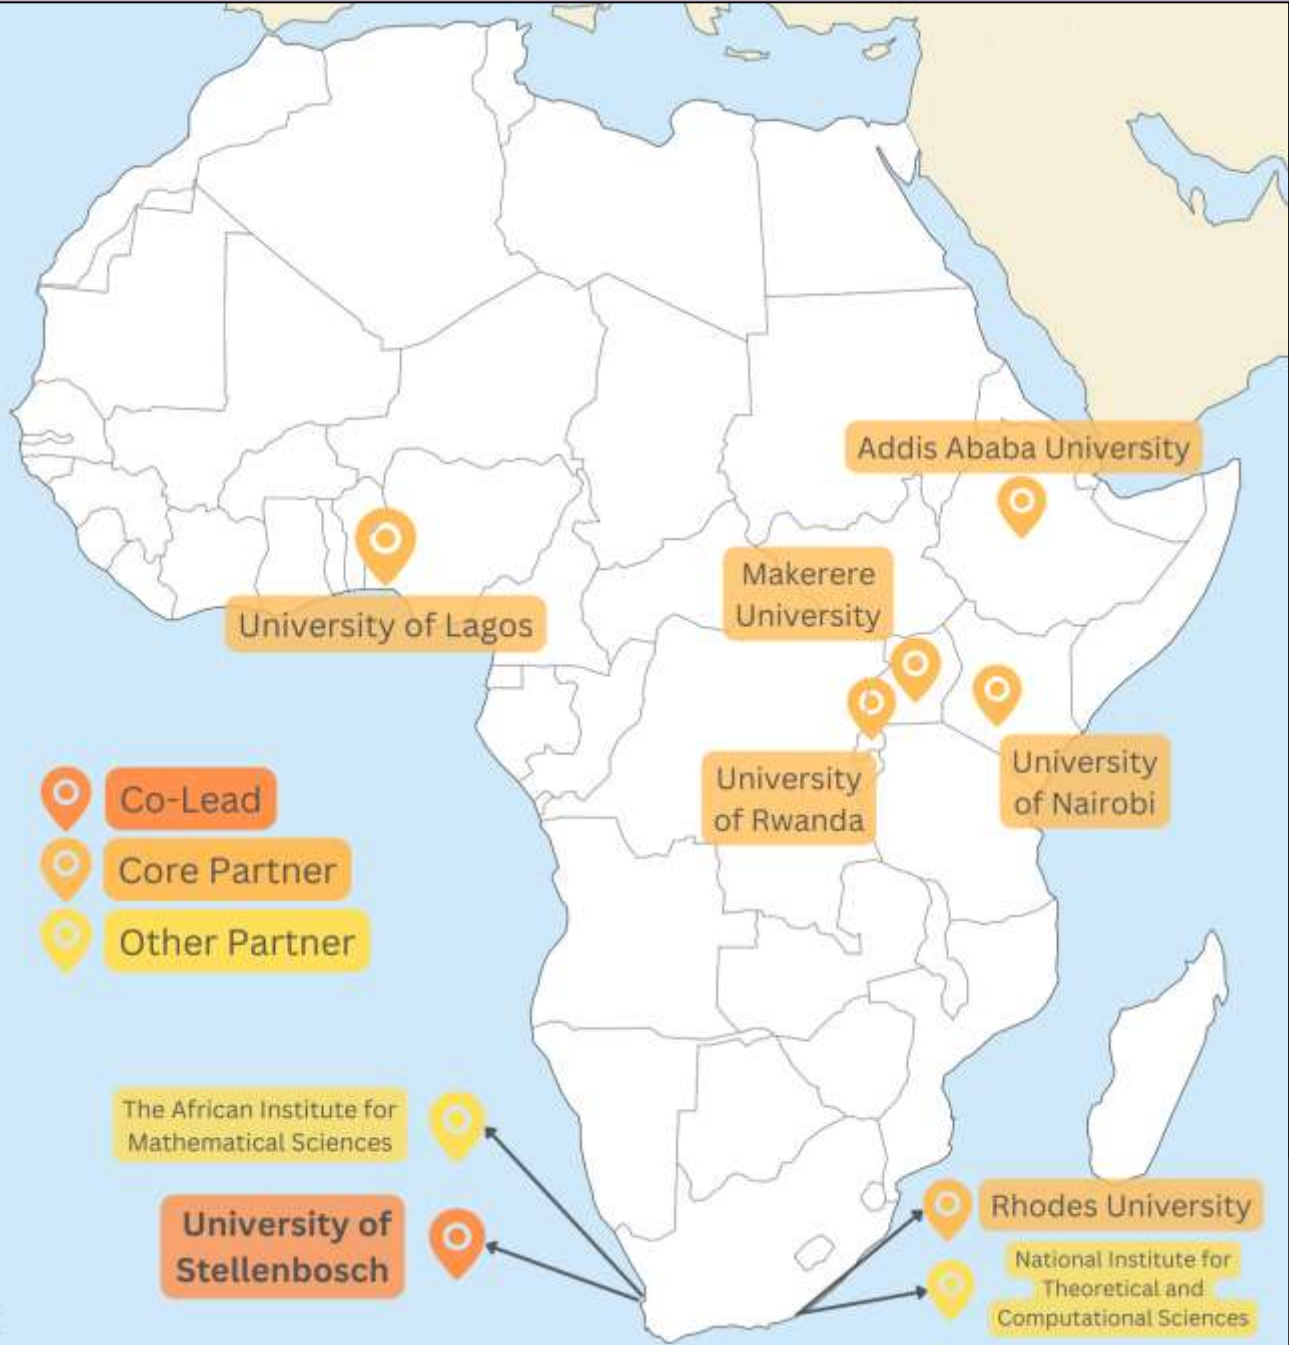 Addis Ababa University
Makerere
University
University of Lagos
University
of Rwanda
University
of Nairobi
Co-Lead
Core Partner
Other Partner
The African Institute for
Mathematical Sciences
University of
Stellenbosch
Rhodes University
National Institute for
Theoretical and
Computational Sciences